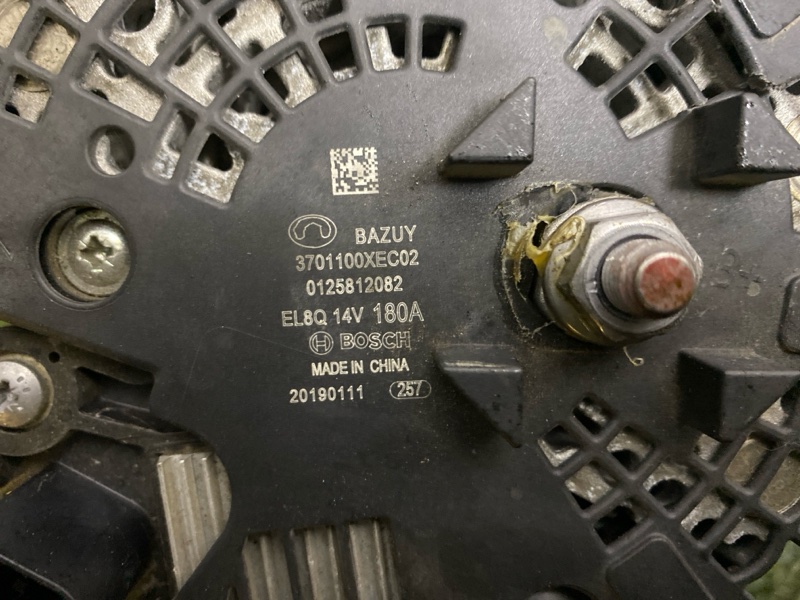 BAZUY
3701100XEC02
0125812082
EL8Q 14V 180A
BOSCH
MADE IN CHINA
20190111 257